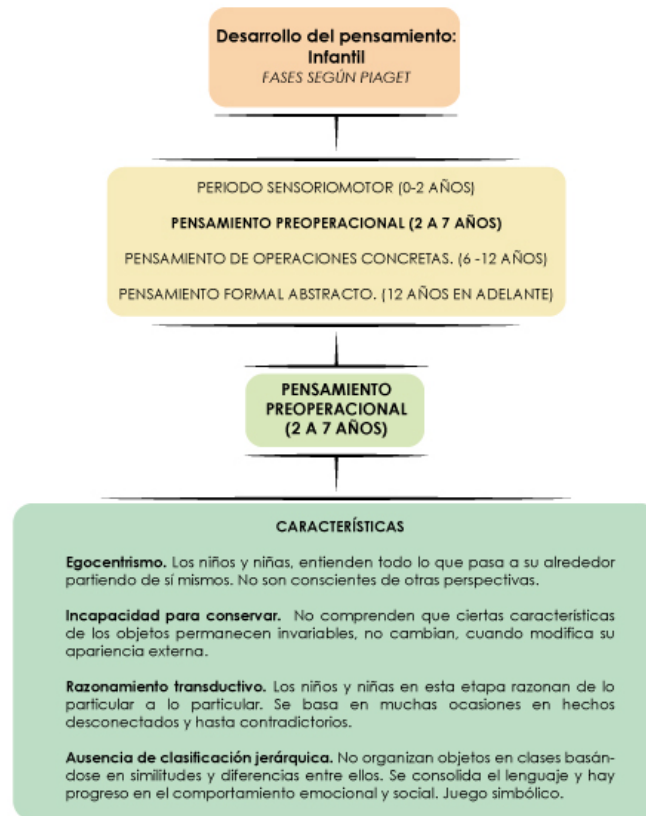 Desarrollo del pensamiento:
Infantil
FASES SEGÚN PIAGET
PERIODO SENSORIOMOTOR (0-2 AÑOS)
PENSAMIENTO PREOPERACIONAL (2 A 7 AÑOS)
PENSAMIENTO DE OPERACIONES CONCRETAS. (6 -12 AÑOS)
PENSAMIENTO FORMAL ABSTRACTO. (12 AÑOS EN ADELANTE)
PENSAMIENTO
PREOPERACIONAL
(2 A 7 AÑOS)
CARACTERÍSTICAS
Egocentrismo. Los niños y niñas, entienden todo lo que pasa a su alrededor
partiendo de sí mismos. No son conscientes de otras perspectivas.
Incapacidad para conservar. No comprenden que ciertas características
de los objetos permanecen invariables, no cambian, cuando modifica su
apariencia externa.
Razonamiento transductivo. Los niños y niñas en esta etapa razonan de lo
particular a lo particular. Se basa en muchas ocasiones en hechos
desconectados y hasta contradictorios.
Ausencia de clasificación jerárquica. No organizan objetos en clases basán-
dose en similitudes y diferencias entre ellos. Se consolida el lenguaje y hay
progreso en el comportamiento emocional y social. Juego simbólico.